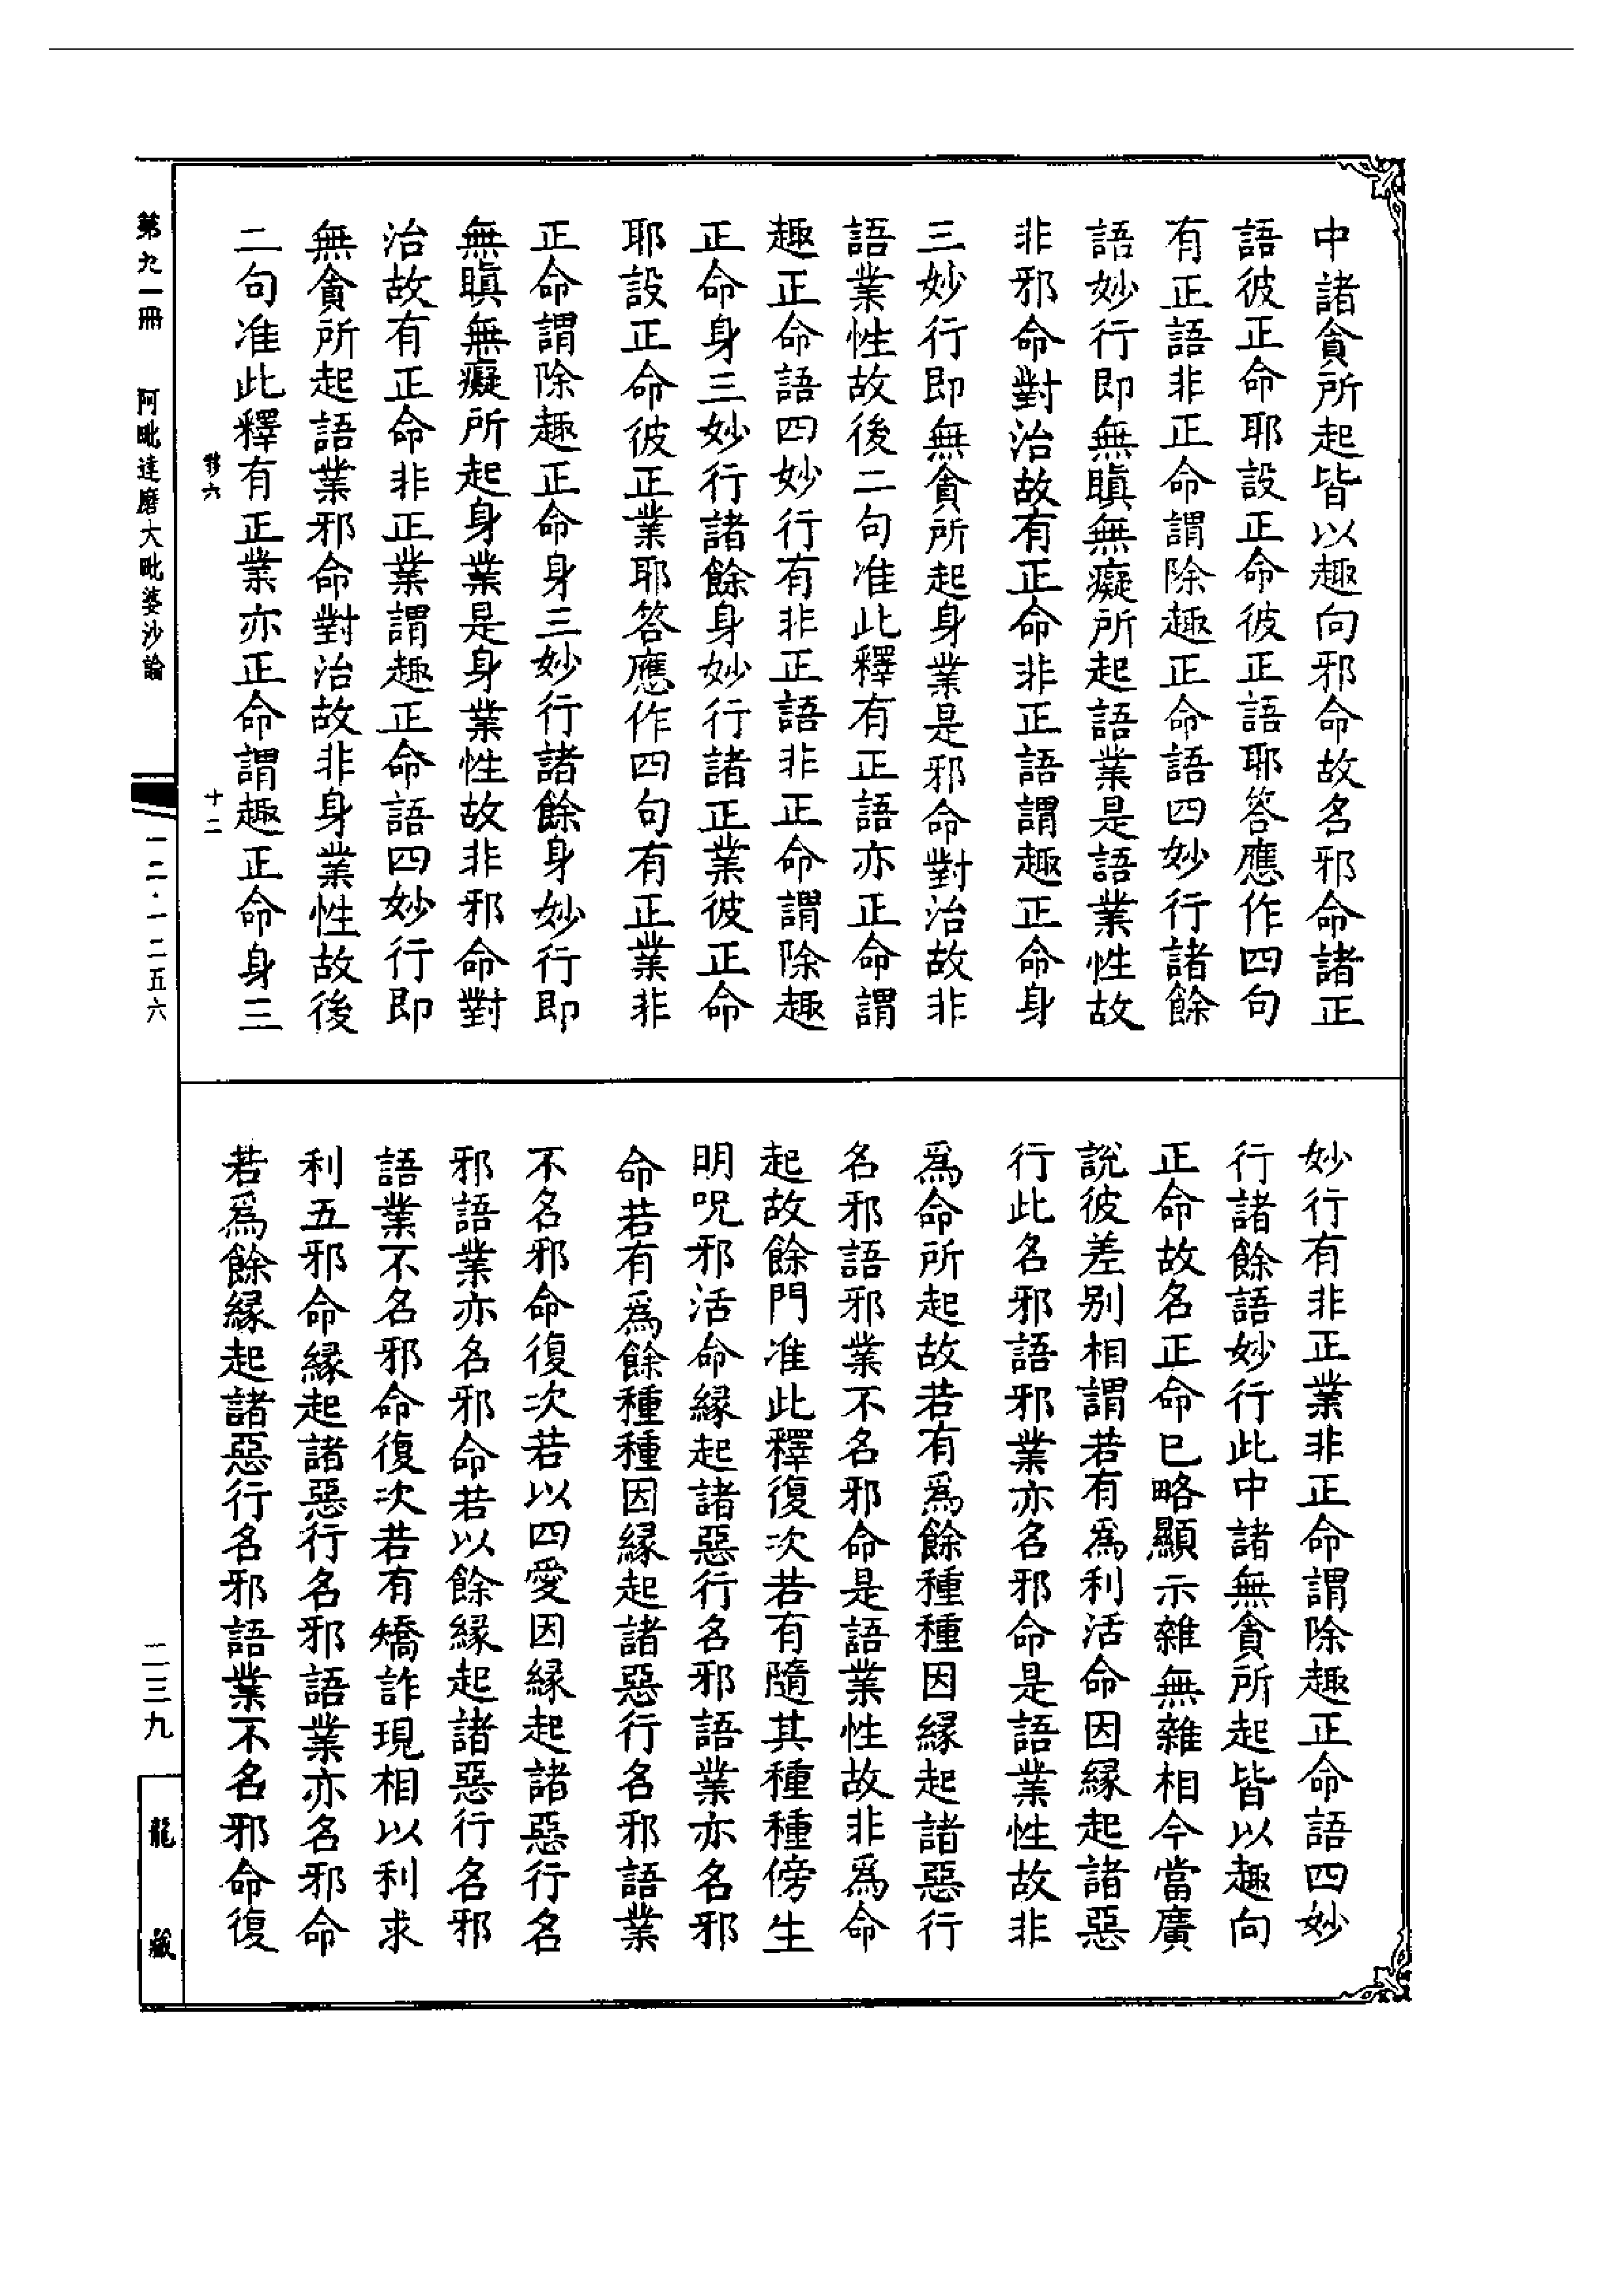 中諸貪所起皆以趣向邪命故名邪命諸正
語彼正命耶設正命彼正語耶答應作四句
有正語非正命謂除趣正命語四妙行諸餘
語妙行即無瞋無癡所起語業是語業性故
非邪命對治故有正命非正語謂趣正命身
三妙行即無貪所起身業是邪命對治故非
語業性故後二句准此釋有正語亦正命謂
趣正命語四妙行有非正語非正命謂除趣
正命身三妙行諸餘身妙行諸正業彼正命
耶設正命彼正業耶答應作四句有正業非
正命謂除趣正命身三妙行諸餘身妙行即
無瞋無癡所起身業是身業性故非邪命對
治故有正命非正業謂趣正命語四妙行即
無貪所起語業邪命對治故非身業性故後
二句准此釋有正業亦正命謂趣正命身三
妙行有非正業非正命謂除趣正命語四妙
行諸餘語妙行此中諸無貪所起皆以趣向
正命故名正命已略顯示雜無雜相今當廣
說彼差别相謂若有爲利活命因緣起諸惡
行此名邪語邪業亦名邪命是語業性故非
爲命所起故若有爲餘種種因緣起諸惡行
名邪語邪業不名邪命是語業性故非爲命
起故餘門准此釋復次若有隨其種種傍生
明呪邪活命緣起諸惡行名邪語業亦名邪
命若有爲餘種種因緣起諸惡行名邪語業
不名邪命復次若以四愛因緣起諸惡行名
邪語業亦名邪命若以餘緣起諸惡行名邪
語業不名邪命復次若有矯詐現相以利求
利五邪命緣起諸惡行名邪語業亦名邪命
若爲餘緣起諸惡行名邪語業不名邪命復
十二
第九一冊 阿毗達磨大毗婆沙論 一二·一二五六 二三九
龍藏